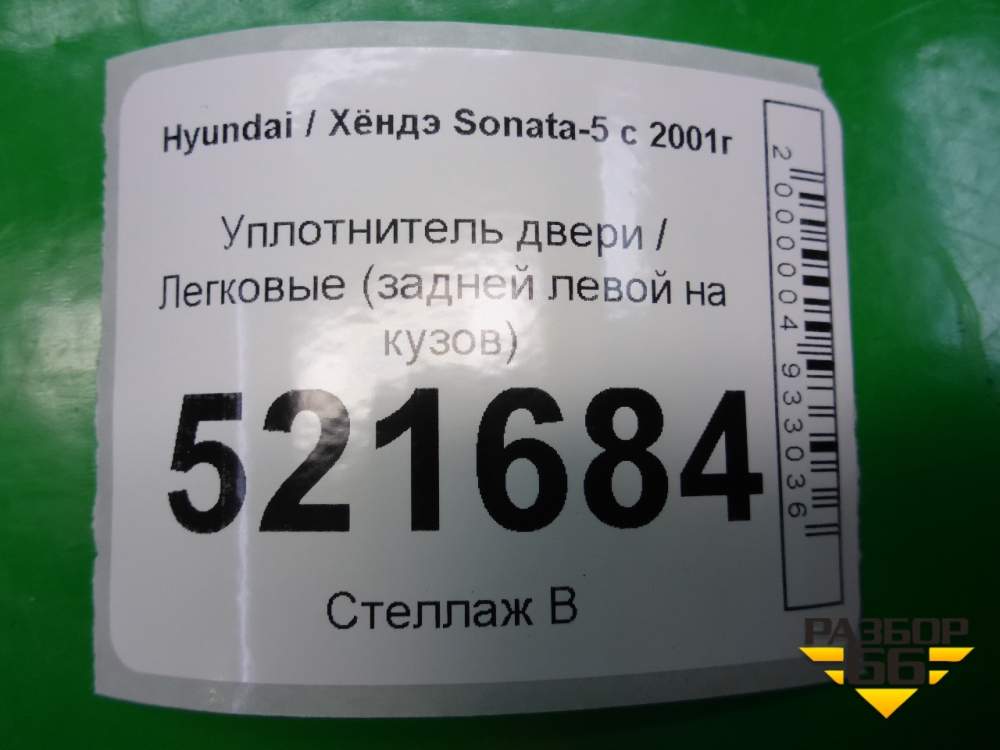 Hyundai / Хёндэ Sonata-5 с 2001г
Уплотнитель двери /
Легковые (задней левой на
кузов)
521684
Стеллаж В
2000004933036
РАЗБОР
66